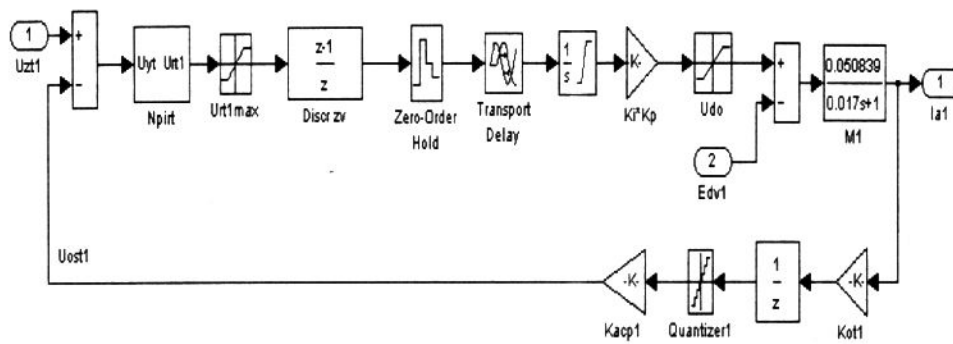 1
Uzt1
+
−
Uyt Urt1
Npirt
Urt1max
z-1
z
Discr zv
Zero-Order
Hold
Transport
Delay
1
s
K-
Ki*Kp
Udo
+
−
2
Edv1
0.050839
0.017s+1
M1
1
Ia1
Uost1
-K-
Kacp1
Quantizer1
1
z
-K-
Kot1